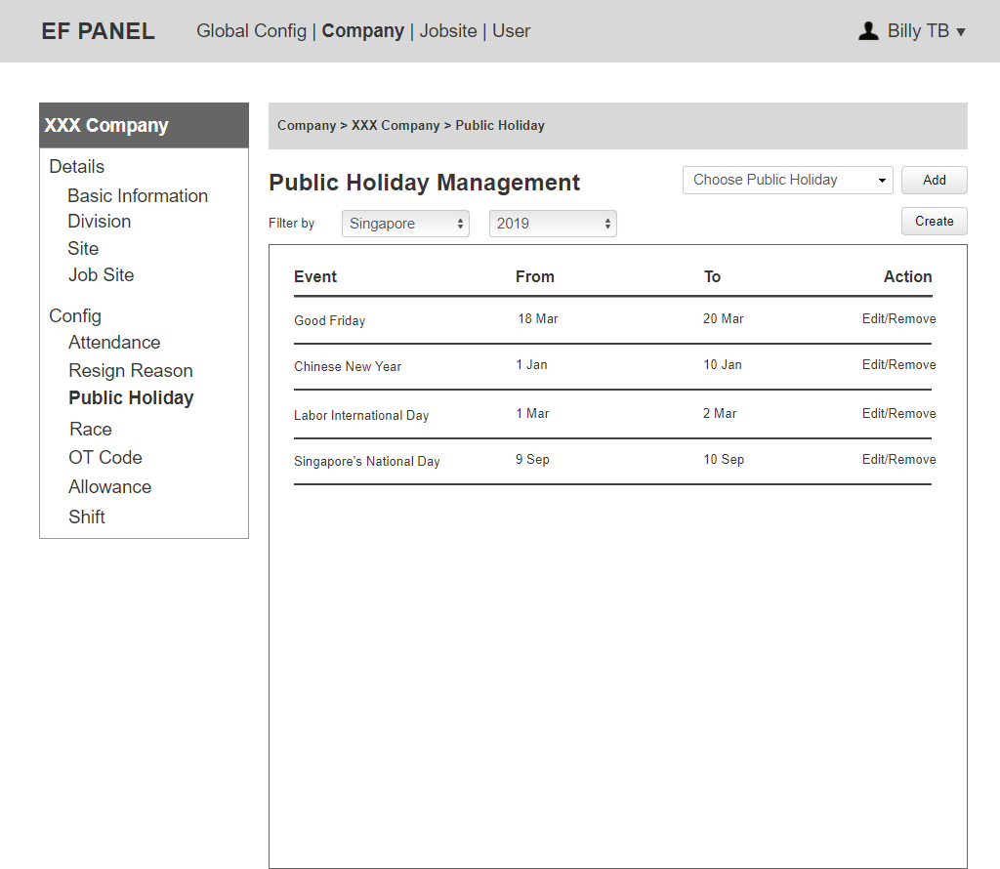 EF PANEL Global Config | Company | Jobsite | User Billy TB ▼
XXX Company
Details
Basic Information
Division
Site
Job Site
Config
Attendance
Resign Reason
Public Holiday
Race
OT Code
Allowance
Shift
Company > XXX Company > Public Holiday
Public Holiday Management Choose Public Holiday Add
Filter by Singapore 2019 Create
Event From To Action
Good Friday 18 Mar 20 Mar Edit/Remove
Chinese New Year 1 Jan 10 Jan Edit/Remove
Labor International Day 1 Mar 2 Mar Edit/Remove
Singapore's National Day 9 Sep 10 Sep Edit/Remove